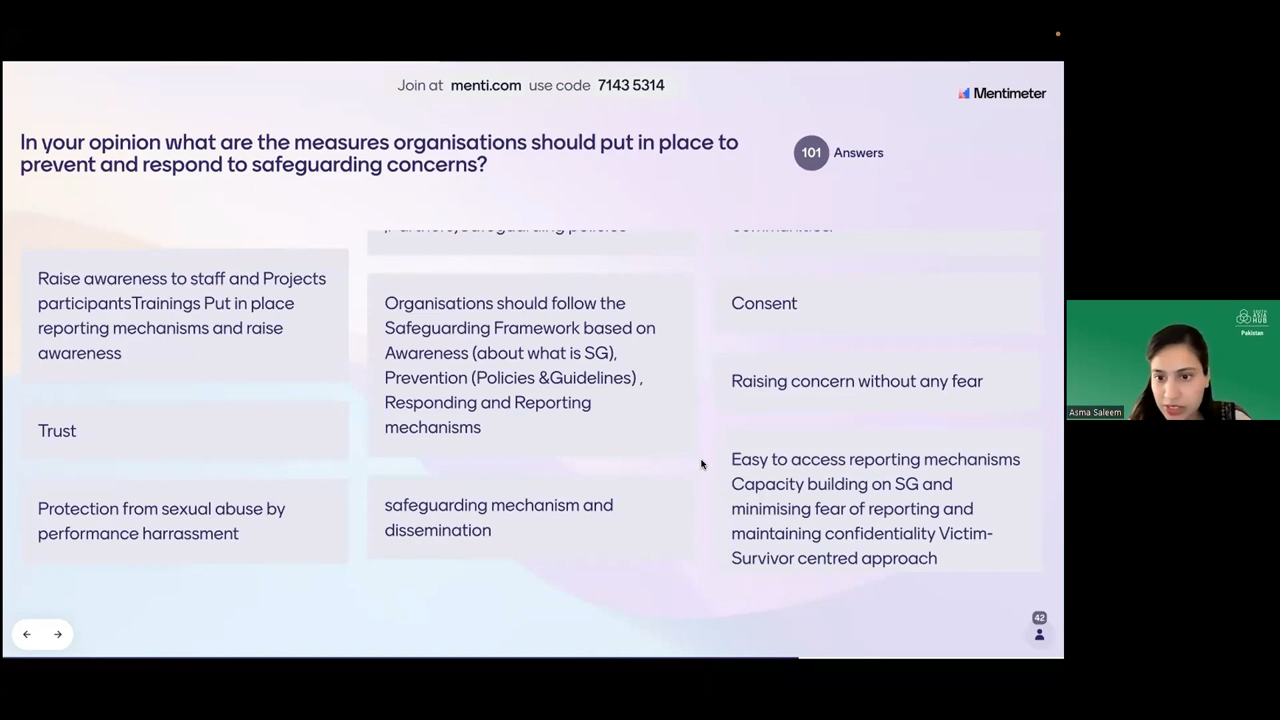 Join at menti.com use code 7143 5314
Mentimeter
In your opinion what are the measures organisations should put in place to
prevent and respond to safeguarding concerns?
101 Answers
Raise awareness to staff and Projects
participantsTrainings Put in place
reporting mechanisms and raise
awareness
Trust
Protection from sexual abuse by
performance harrassment
Organisations should follow the
Safeguarding Framework based on
Awareness (about what is SG),
Prevention (Policies &Guidelines) ,
Responding and Reporting
mechanisms
safeguarding mechanism and
dissemination
Consent
Raising concern without any fear
Easy to access reporting mechanisms
Capacity building on SG and
minimising fear of reporting and
maintaining confidentiality Victim-
Survivor centred approach
42
HUB
Pakistan
Asma Saleem